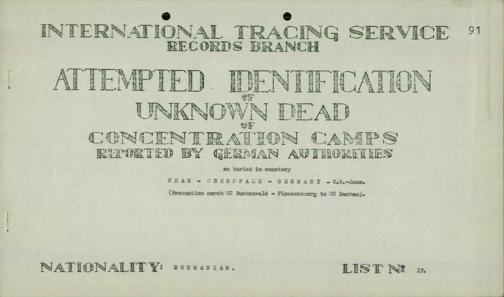 INTERNATIONAL TRACING SERVICE
91
RECORDS BRANCH
ATTEMPTED IDENTIFICATION
OF
UNKNOWN DEAD
OF
CONCENTRATION CAMPS
REPORTED BY GERMAN AUTHORITIES
as buried in cemetery
CHAM - OBERPFALZ - GERMANY - U.S.-Zone.
(Evacuation march CC Buchenwald - Flossenbuerg to CC Dachau).
NATIONALITY: ROUMANIAN.
LIST No 17.